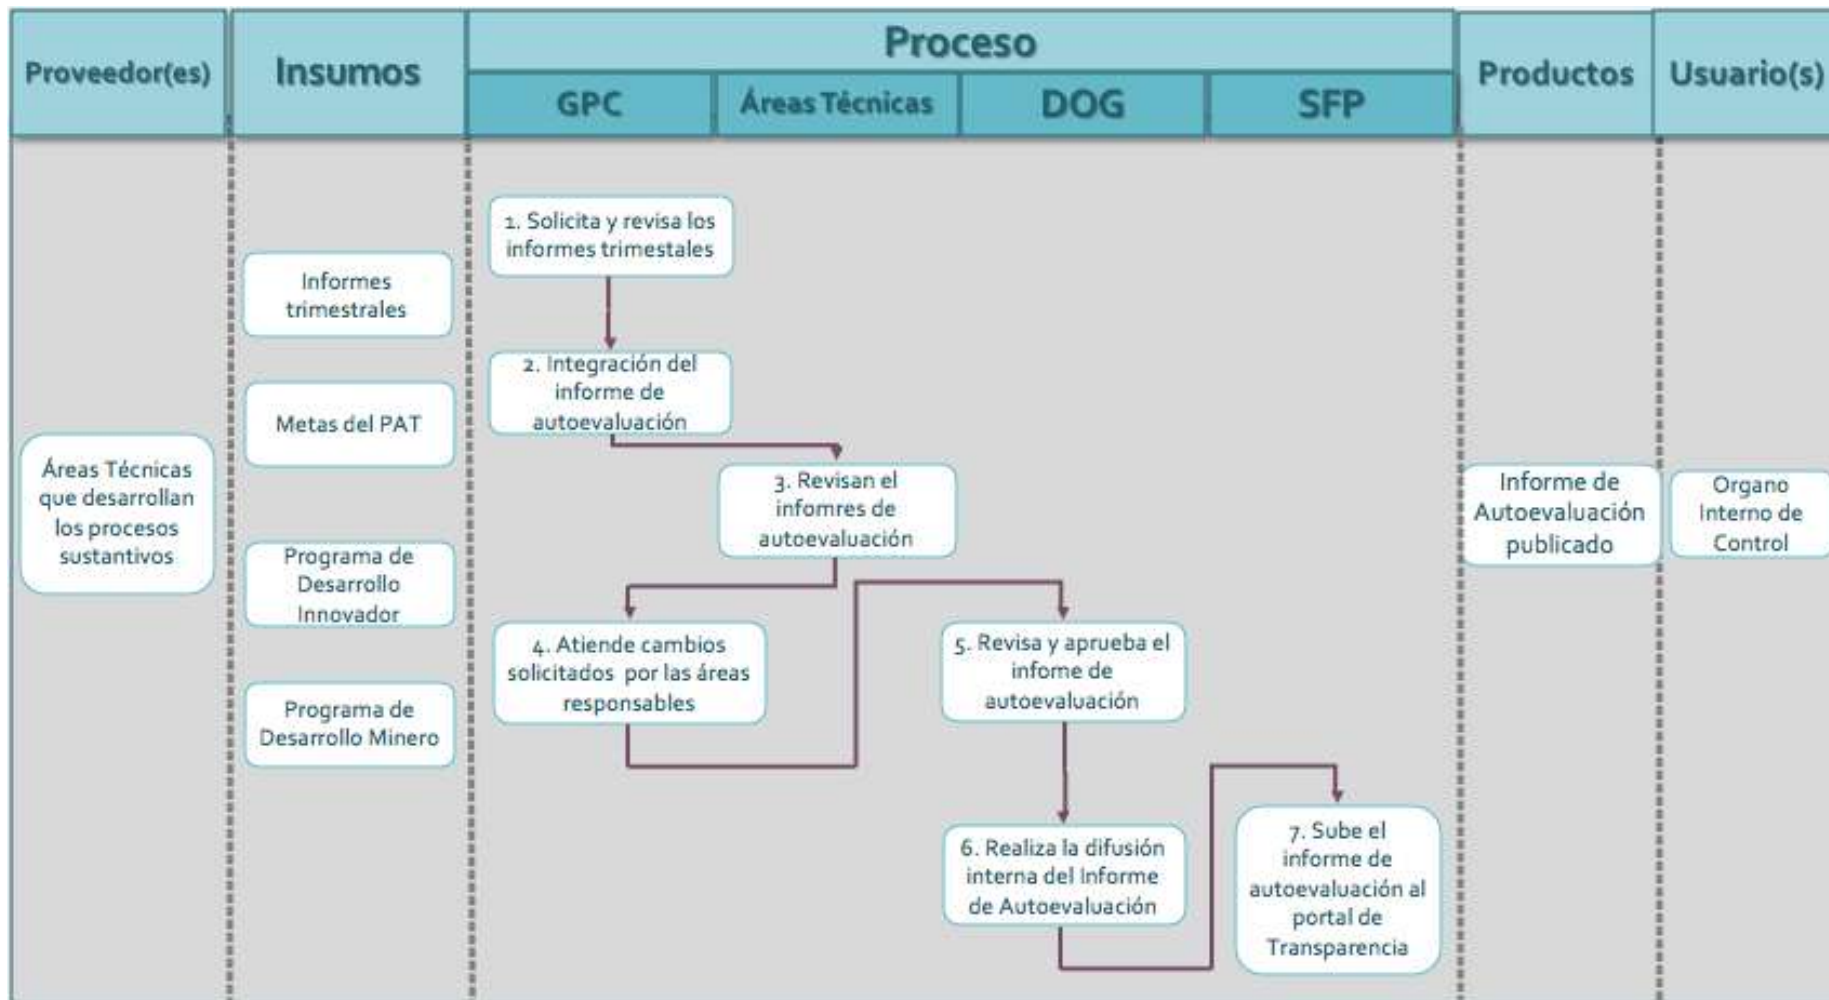 Proveedor(es)
Insumos
Proceso
GPC
Áreas Técnicas
DOG
SFP
Productos
Usuario(s)
Áreas Técnicas
que desarrollan
los procesos
sustantivos
Informes
trimestrales
Metas del PAT
Programa de
Desarrollo
Innovador
Programa de
Desarrollo Minero
1. Solicita y revisa los
informes trimestales
2. Integración del
informe de
autoevaluación
3. Revisan el
infomres de
autoevaluación
4. Atiende cambios
solicitados por las áreas
responsables
5. Revisa y aprueba el
infome de
autoevaluación
6. Realiza la difusión
interna del Informe
de Autoevaluación
7. Sube el
informe de
autoevaluación al
portal de
Transparencia
Informe de
Autoevaluación
publicado
Organo
Interno de
Control